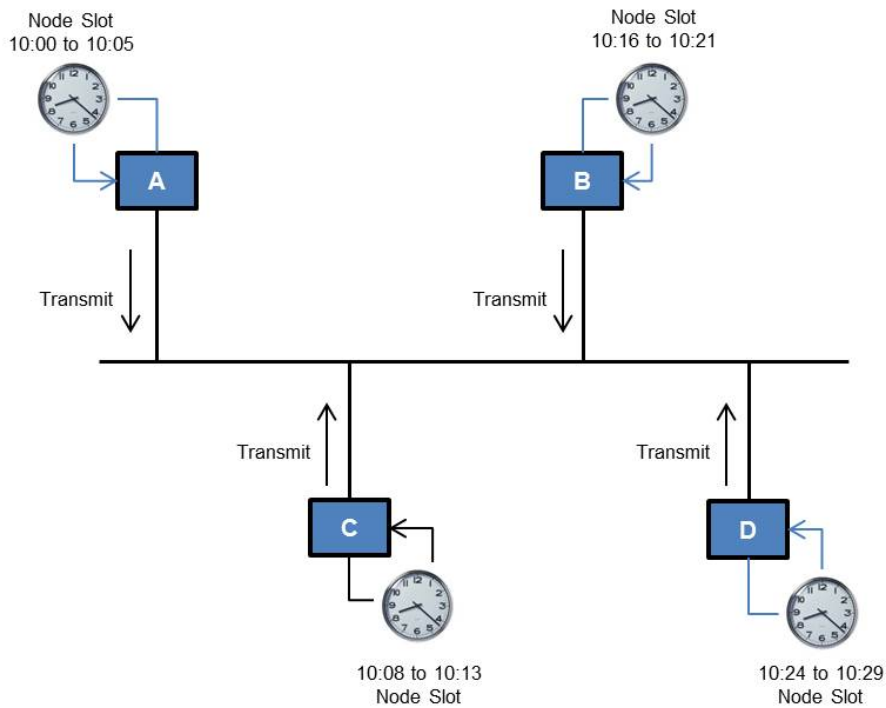 Node Slot
10:00 to 10:05
Node Slot
10:16 to 10:21
A
B
Transmit
Transmit
Transmit
Transmit
C
D
10:08 to 10:13
Node Slot
10:24 to 10:29
Node Slot